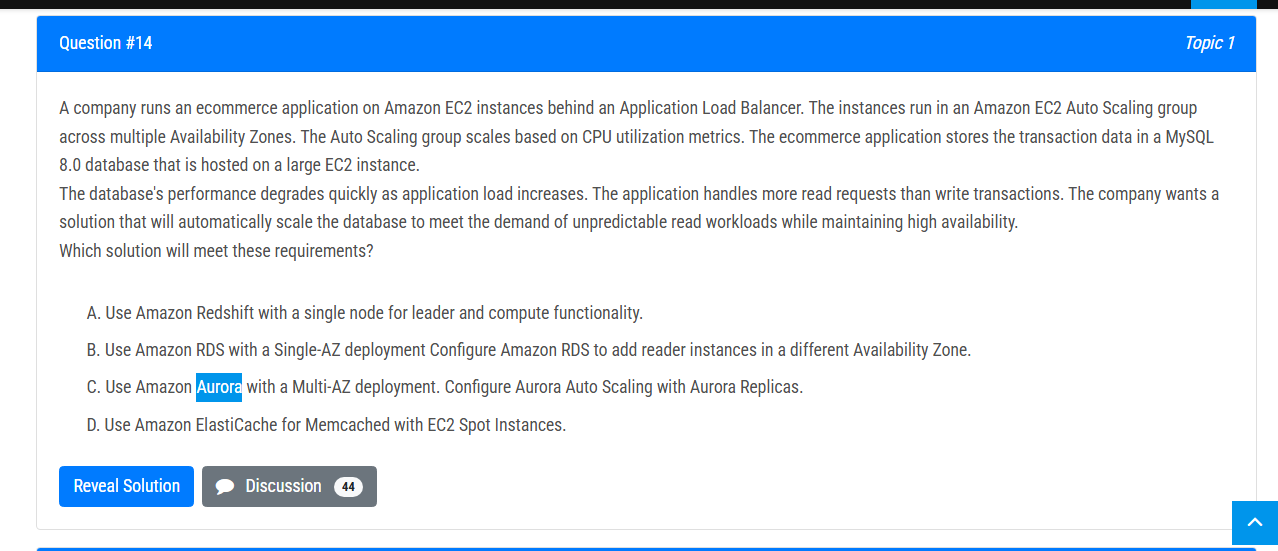 Question #14
Topic 1
A company runs an ecommerce application on Amazon EC2 instances behind an Application Load Balancer. The instances run in an Amazon EC2 Auto Scaling group
across multiple Availability Zones. The Auto Scaling group scales based on CPU utilization metrics. The ecommerce application stores the transaction data in a MySQL
8.0 database that is hosted on a large EC2 instance.
The database's performance degrades quickly as application load increases. The application handles more read requests than write transactions. The company wants a
solution that will automatically scale the database to meet the demand of unpredictable read workloads while maintaining high availability.
Which solution will meet these requirements?
A. Use Amazon Redshift with a single node for leader and compute functionality.
B. Use Amazon RDS with a Single-AZ deployment Configure Amazon RDS to add reader instances in a different Availability Zone.
C. Use Amazon Aurora with a Multi-AZ deployment. Configure Aurora Auto Scaling with Aurora Replicas.
D. Use Amazon ElastiCache for Memcached with EC2 Spot Instances.
Reveal Solution
Discussion 44